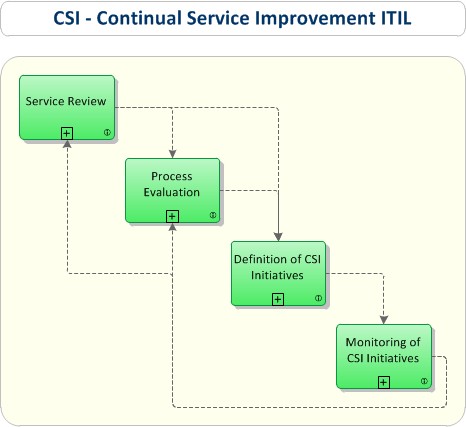 CSI - Continual Service Improvement ITIL
Service Review
Process
Evaluation
Definition of CSI
Initiatives
Monitoring of
CSI Initiatives